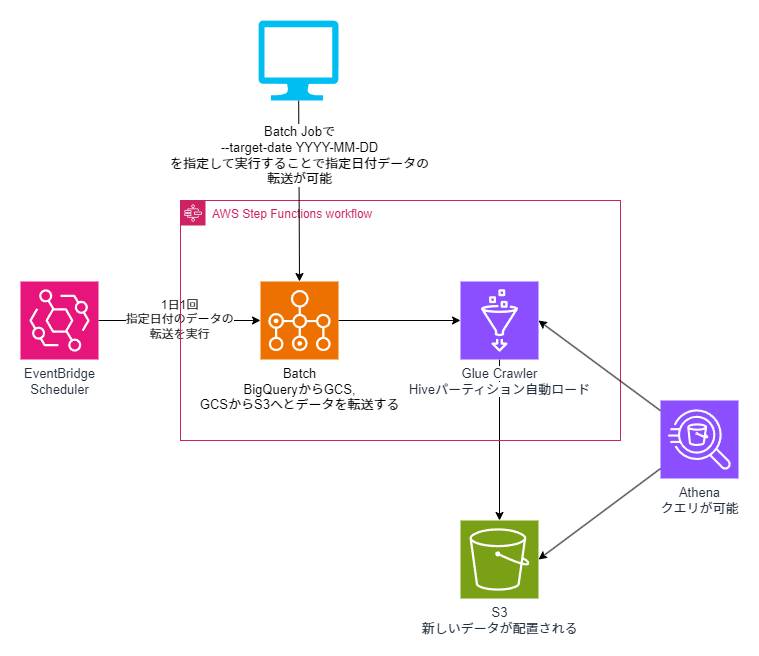 Batch Jobで
--target-date YYYY-MM-DD
を指定して実行することで指定日付データの
転送が可能
AWS Step Functions workflow
1日1回
指定日付のデータの
転送を実行
EventBridge
Scheduler
Batch
BigQueryからGCS,
GCSからS3へとデータを転送する
Glue Crawler
Hiveパーティション自動ロード
Athena
クエリが可能
S3
新しいデータが配置される